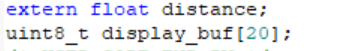 extern float distance;
uint8_t display_buf[20];